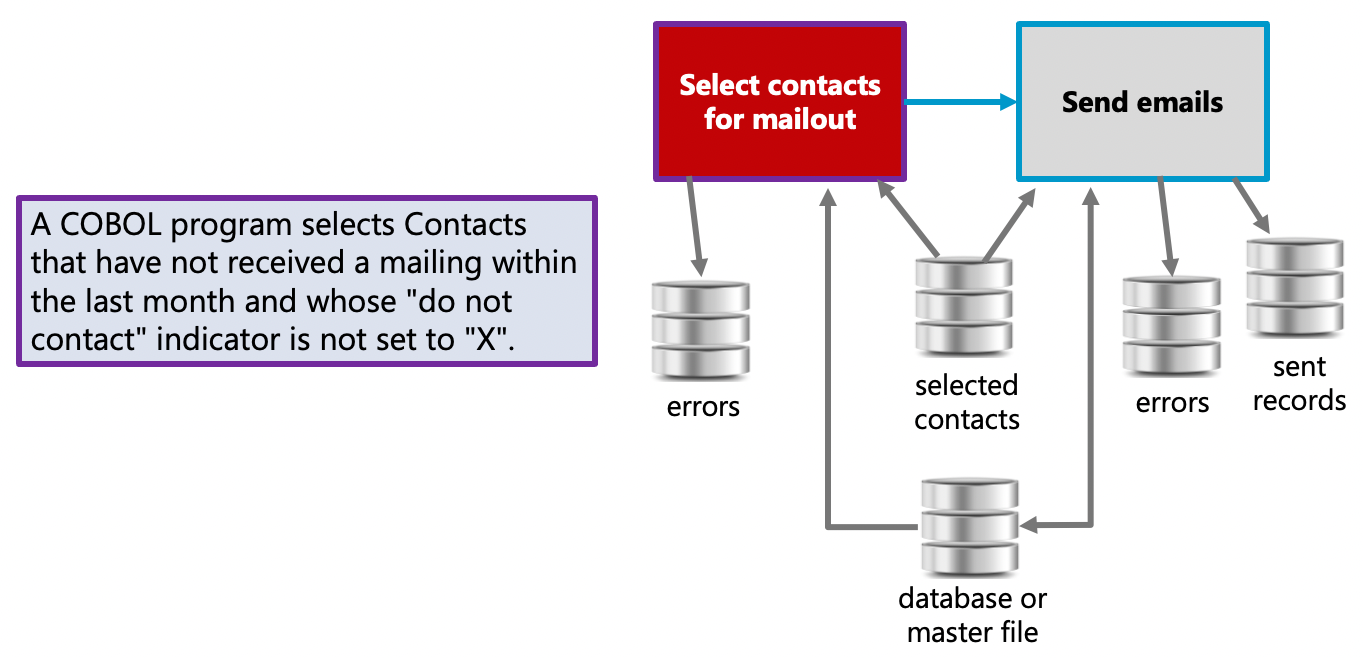 Select contacts
for mailout
Send emails
A COBOL program selects Contacts
that have not received a mailing within
the last month and whose "do not
contact" indicator is not set to "X".
errors
selected
contacts
errors
sent
records
database or
master file